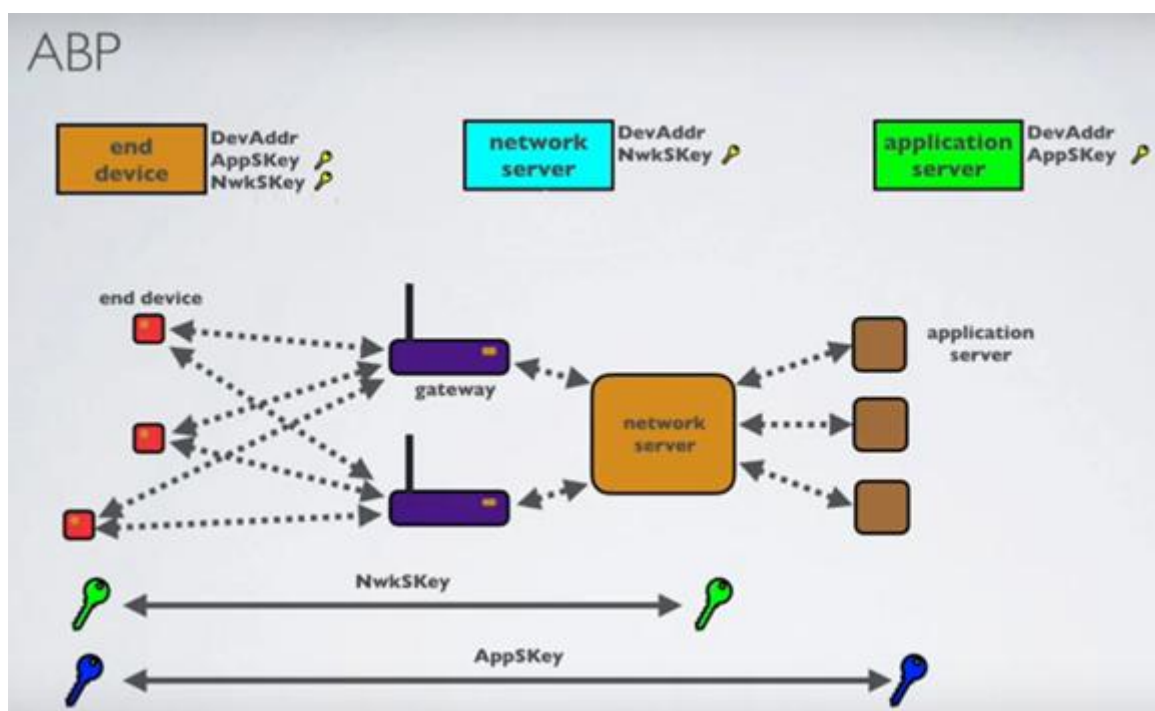 ABP
end
device
DevAddr
AppSKey
NwkSKey
network
server
DevAddr
NwkSKey
application
server
DevAddr
AppSKey
end device
gateway
network
server
application
server
NwkSKey
AppSKey